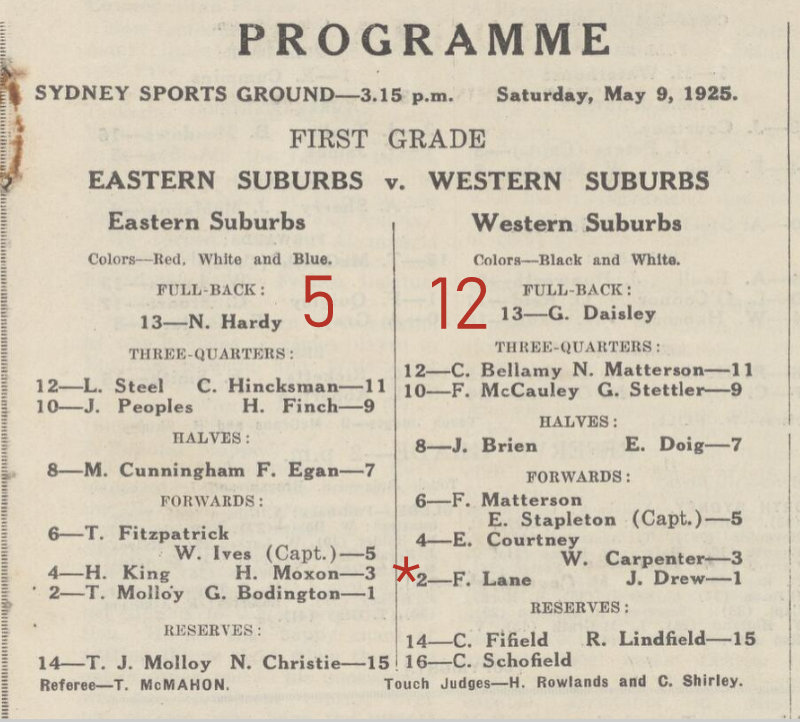 PROGRAMME
SYDNEY SPORTS GROUND—3.15 p.m. Saturday, May 9, 1925.
FIRST GRADE
EASTERN SUBURBS v. WESTERN SUBURBS
Eastern Suburbs
Colors—Red, White and Blue.
FULL-BACK: 5
13—N. Hardy
THREE-QUARTERS:
12—L. Steel C. Hincksman—11
10—J. Peoples H. Finch—9
HALVES:
8—M. Cunningham F. Egan—7
FORWARDS:
6—T. Fitzpatrick
W. Ives (Capt.)—5
4—H. King H. Moxon—3
2—T. Molloy G. Bodington—1
RESERVES:
14—T. J. Molloy N. Christie—15
Western Suburbs
Colors—Black and White.
12 FULL-BACK:
13—G. Daisley
THREE-QUARTERS:
12—C. Bellamy N. Matterson—11
10—F. McCauley G. Stettler—9
HALVES:
8—J. Brien E. Doig—7
FORWARDS:
6—F. Matterson
E. Stapleton (Capt.)—5
4—E. Courtney
W. Carpenter—3
*2—F. Lane J. Drew—1
RESERVES:
14—C. Fifield R. Lindfield—15
16—C. Schofield
Referee—T. McMAHON. Touch Judges—H. Rowlands and C. Shirley.